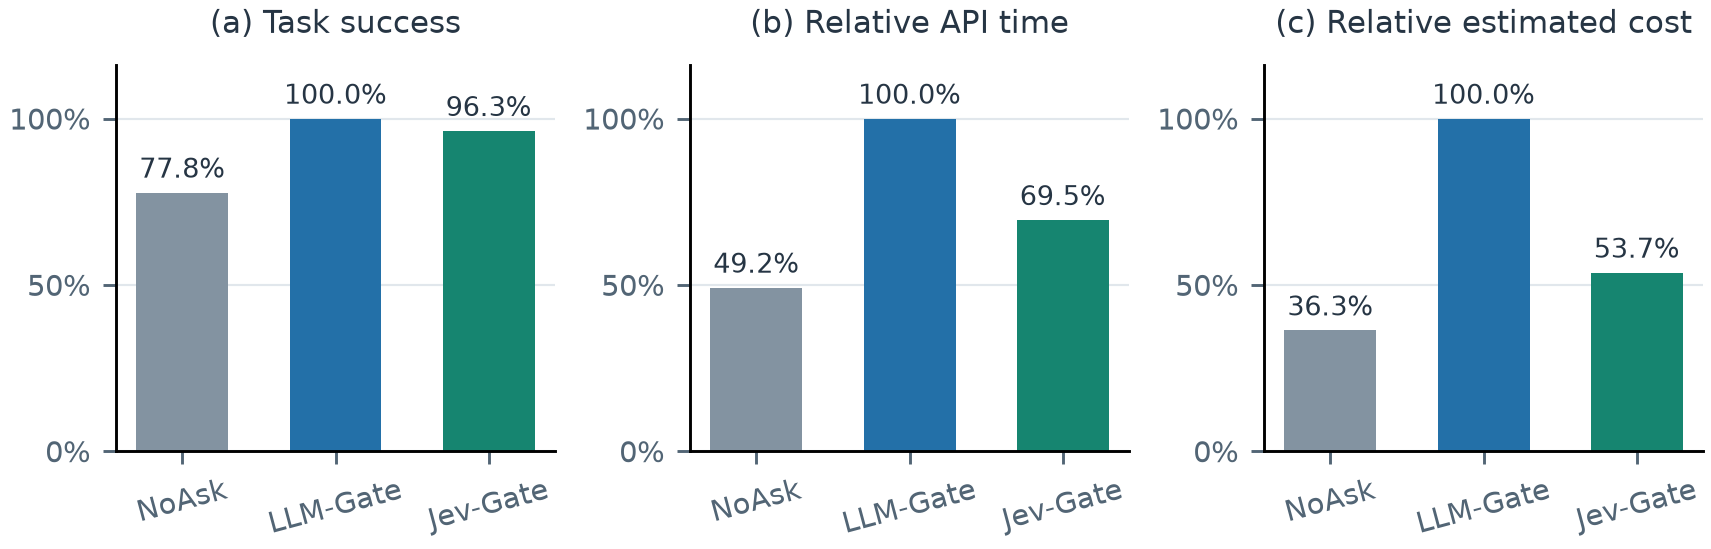 (a) Task success
100%
50%
0%
77.8%
100.0%
96.3%
NoAsk
LLM-Gate
Jev-Gate
(b) Relative API time
100%
50%
0%
49.2%
100.0%
69.5%
NoAsk
LLM-Gate
Jev-Gate
(c) Relative estimated cost
100%
50%
0%
36.3%
100.0%
53.7%
NoAsk
LLM-Gate
Jev-Gate